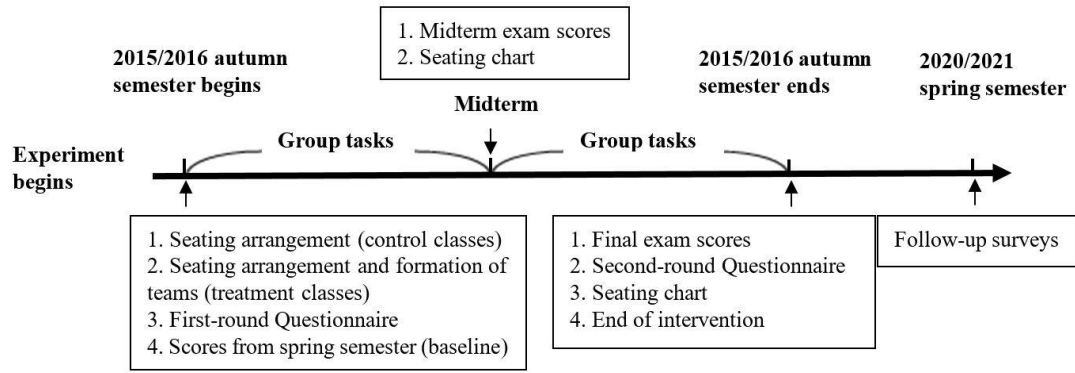 1. Midterm exam scores
2. Seating chart
2015/2016 autumn
semester begins
Midterm
2015/2016 autumn
semester ends
2020/2021
spring semester
Experiment
begins
Group tasks
Group tasks
1. Seating arrangement (control classes)
2. Seating arrangement and formation of
teams (treatment classes)
3. First-round Questionnaire
4. Scores from spring semester (baseline)
1. Final exam scores
2. Second-round Questionnaire
3. Seating chart
4. End of intervention
Follow-up surveys